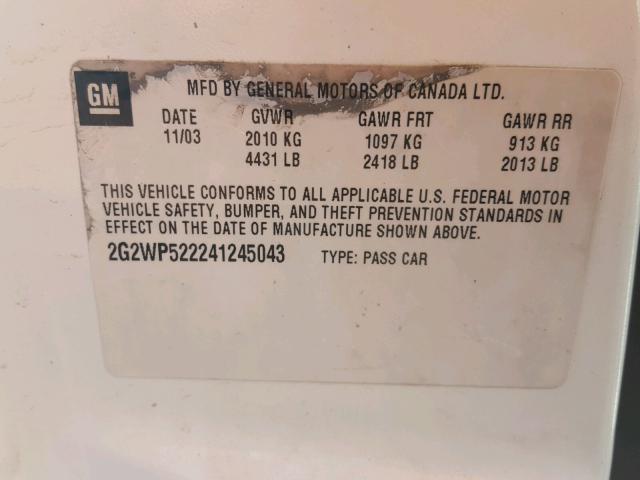 GM
MFD BY GENERAL MOTORS OF CANADA LTD.
DATE GVWR GAWR FRT GAWR RR
11/03 2010 KG 1097 KG 913 KG
4431 LB 2418 LB 2013 LB
THIS VEHICLE CONFORMS TO ALL APPLICABLE U.S. FEDERAL MOTOR
VEHICLE SAFETY, BUMPER, AND THEFT PREVENTION STANDARDS IN
EFFECT ON THE DATE OF MANUFACTURE SHOWN ABOVE.
2G2WP522241245043 TYPE: PASS CAR